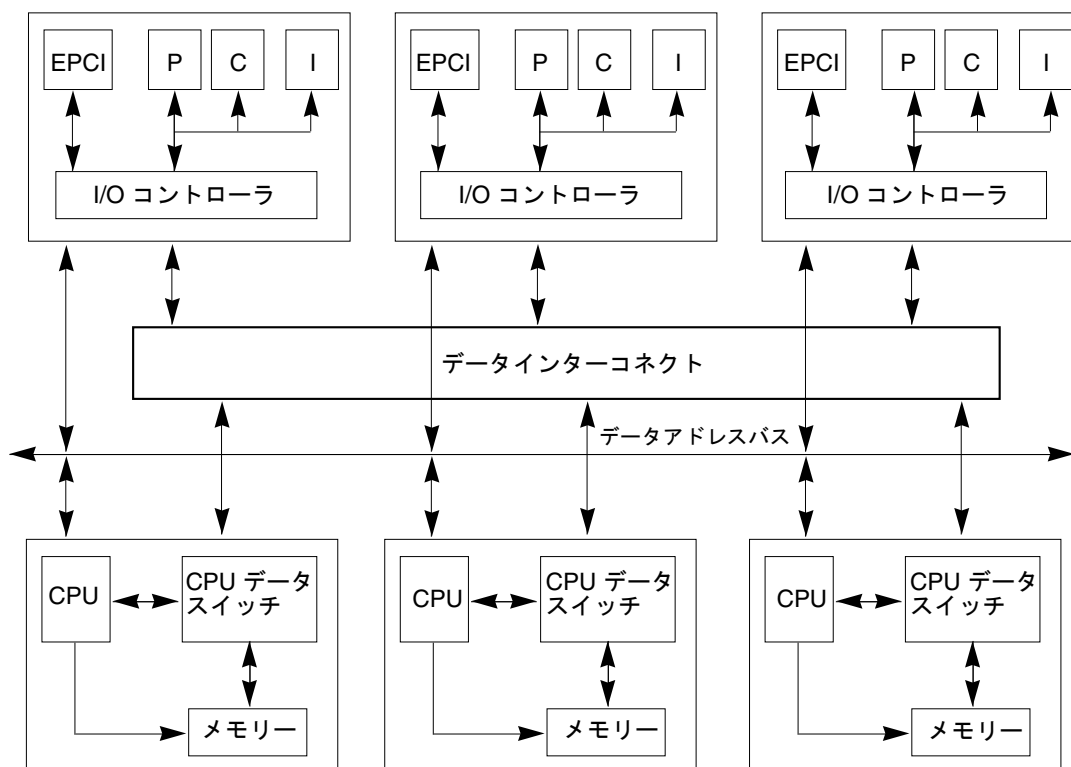 EPCI P C I
I/O コントローラ
EPCI P C I
I/O コントローラ
EPCI P C I
I/O コントローラ
データインターコネクト
データアドレスバス
CPU
CPU データ
スイッチ
メモリー
CPU
CPU データ
スイッチ
メモリー
CPU
CPU データ
スイッチ
メモリー